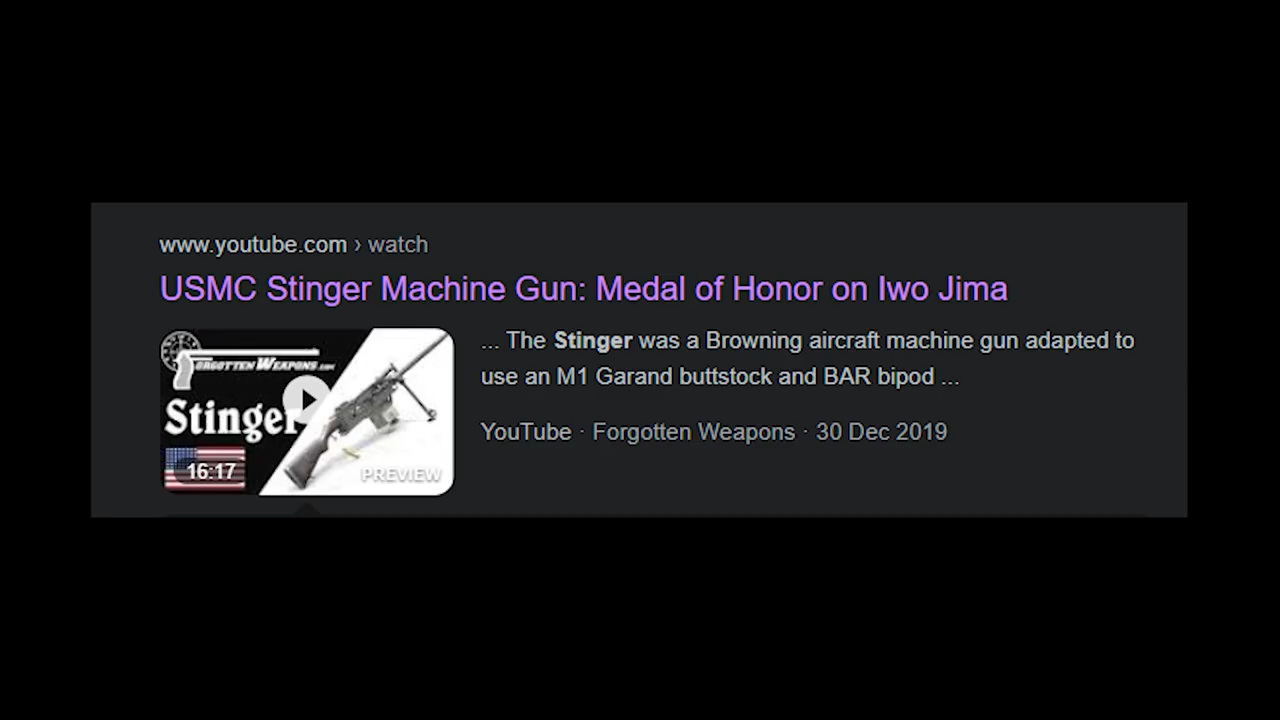 www.youtube.com › watch
USMC Stinger Machine Gun: Medal of Honor on Iwo Jima
FORGOTTEN WEAPONS.COM
Stinger
16:17
PREVIEW
... The Stinger was a Browning aircraft machine gun adapted to
use an M1 Garand buttstock and BAR bipod ...
YouTube · Forgotten Weapons · 30 Dec 2019